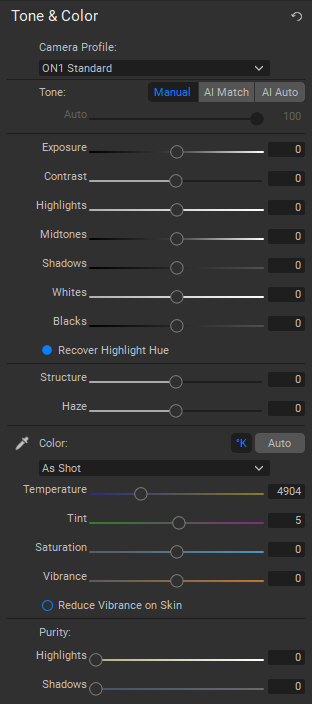 Tone & Color
Camera Profile:
ON1 Standard
Tone: Manual AI Match AI Auto
Auto 100
Exposure 0
Contrast 0
Highlights 0
Midtones 0
Shadows 0
Whites 0
Blacks 0
Recover Highlight Hue
Structure 0
Haze 0
Color: °K Auto
As Shot
Temperature 4904
Tint 5
Saturation 0
Vibrance 0
Reduce Vibrance on Skin
Purity:
Highlights 0
Shadows 0